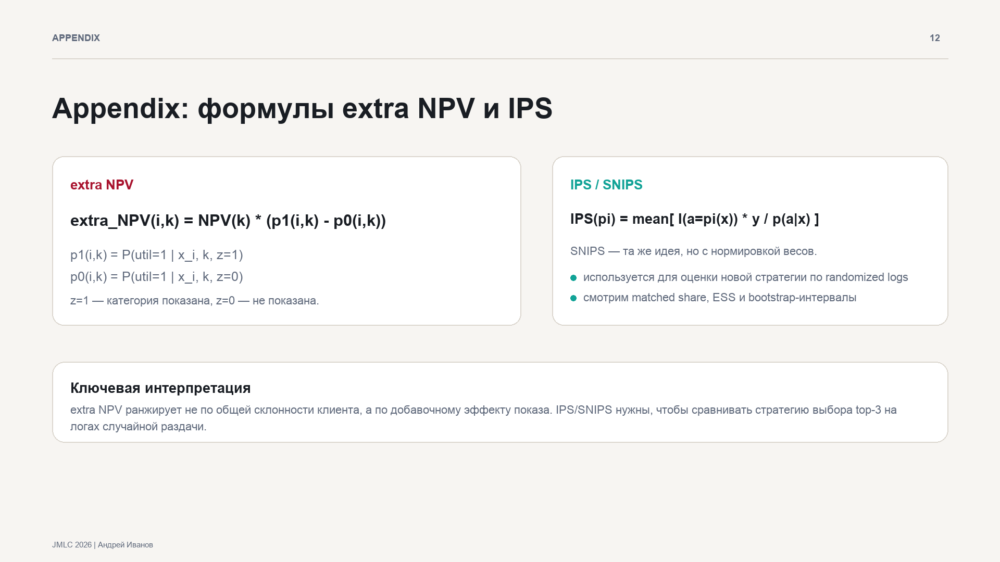 APPENDIX
12
Appendix: формулы extra NPV и IPS
extra NPV
extra_NPV(i,k) = NPV(k) * (p1(i,k) - p0(i,k))
p1(i,k) = P(util=1 | x_i, k, z=1)
p0(i,k) = P(util=1 | x_i, k, z=0)
z=1 — категория показана, z=0 — не показана.
IPS / SNIPS
IPS(pi) = mean[ I(a=pi(x)) * y / p(a|x) ]
SNIPS — та же идея, но с нормировкой весов.
используется для оценки новой стратегии по randomized logs
смотрим matched share, ESS и bootstrap-интервалы
Ключевая интерпретация
extra NPV ранжирует не по общей склонности клиента, а по добавочному эффекту показа. IPS/SNIPS нужны, чтобы сравнивать стратегию выбора top-3 на
логах случайной раздачи.
JMLC 2026 | Андрей Иванов